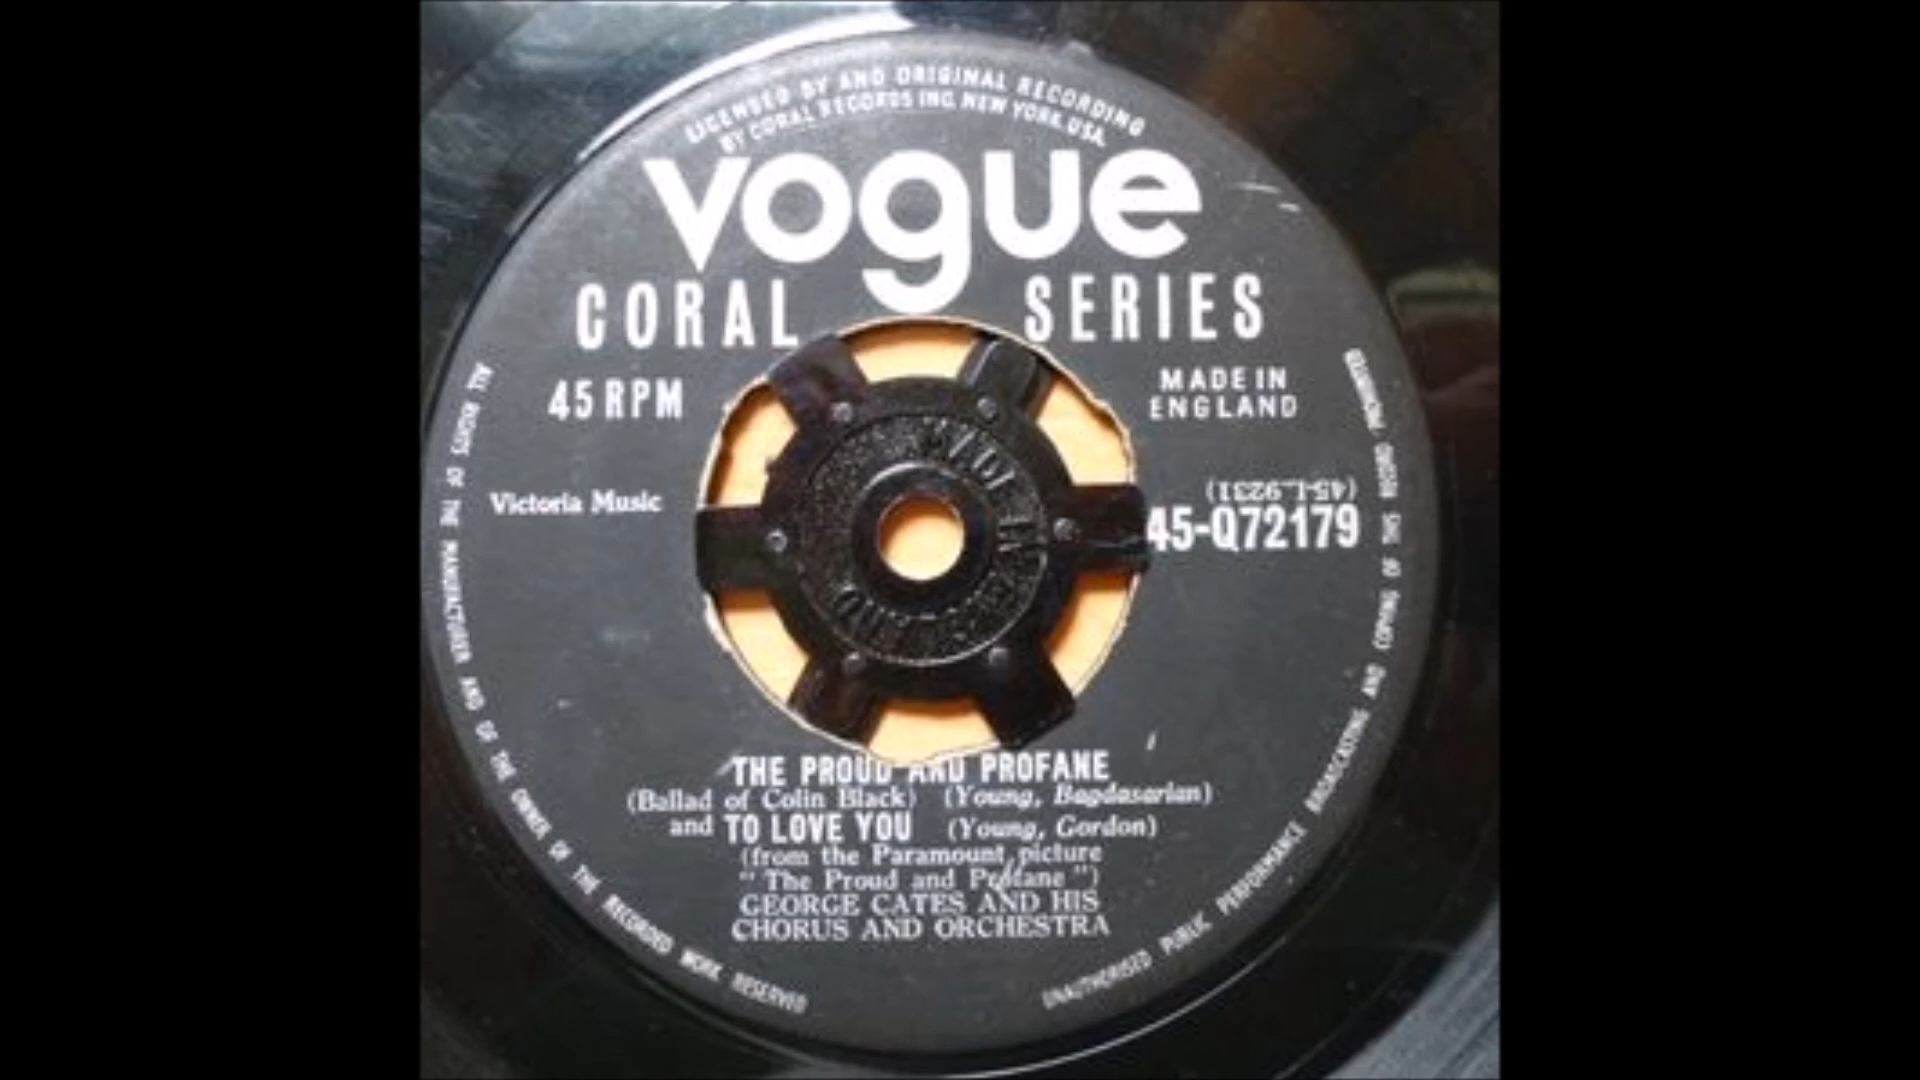 LICENSED BY AND ORIGINAL RECORDING
BY CORAL RECORDS INC. NEW YORK. USA.
vogue
CORAL SERIES
45 RPM
MADE IN
ENGLAND
Victoria Music
(45-L.9231)
45-Q72179
MADE IN ENGLAND
THE PROUD AND PROFANE
(Ballad of Colin Black) (Young, Bagdasarian)
and TO LOVE YOU (Young, Gordon)
(from the Paramount picture
" The Proud and Profane ")
GEORGE CATES AND HIS
CHORUS AND ORCHESTRA
ALL RIGHTS OF THE MANUFACTURER AND OF THE OWNER OF THE RECORDED WORK RESERVED
UNAUTHORISED PUBLIC PERFORMANCE BROADCASTING AND COPYING OF THIS RECORD PROHIBITED